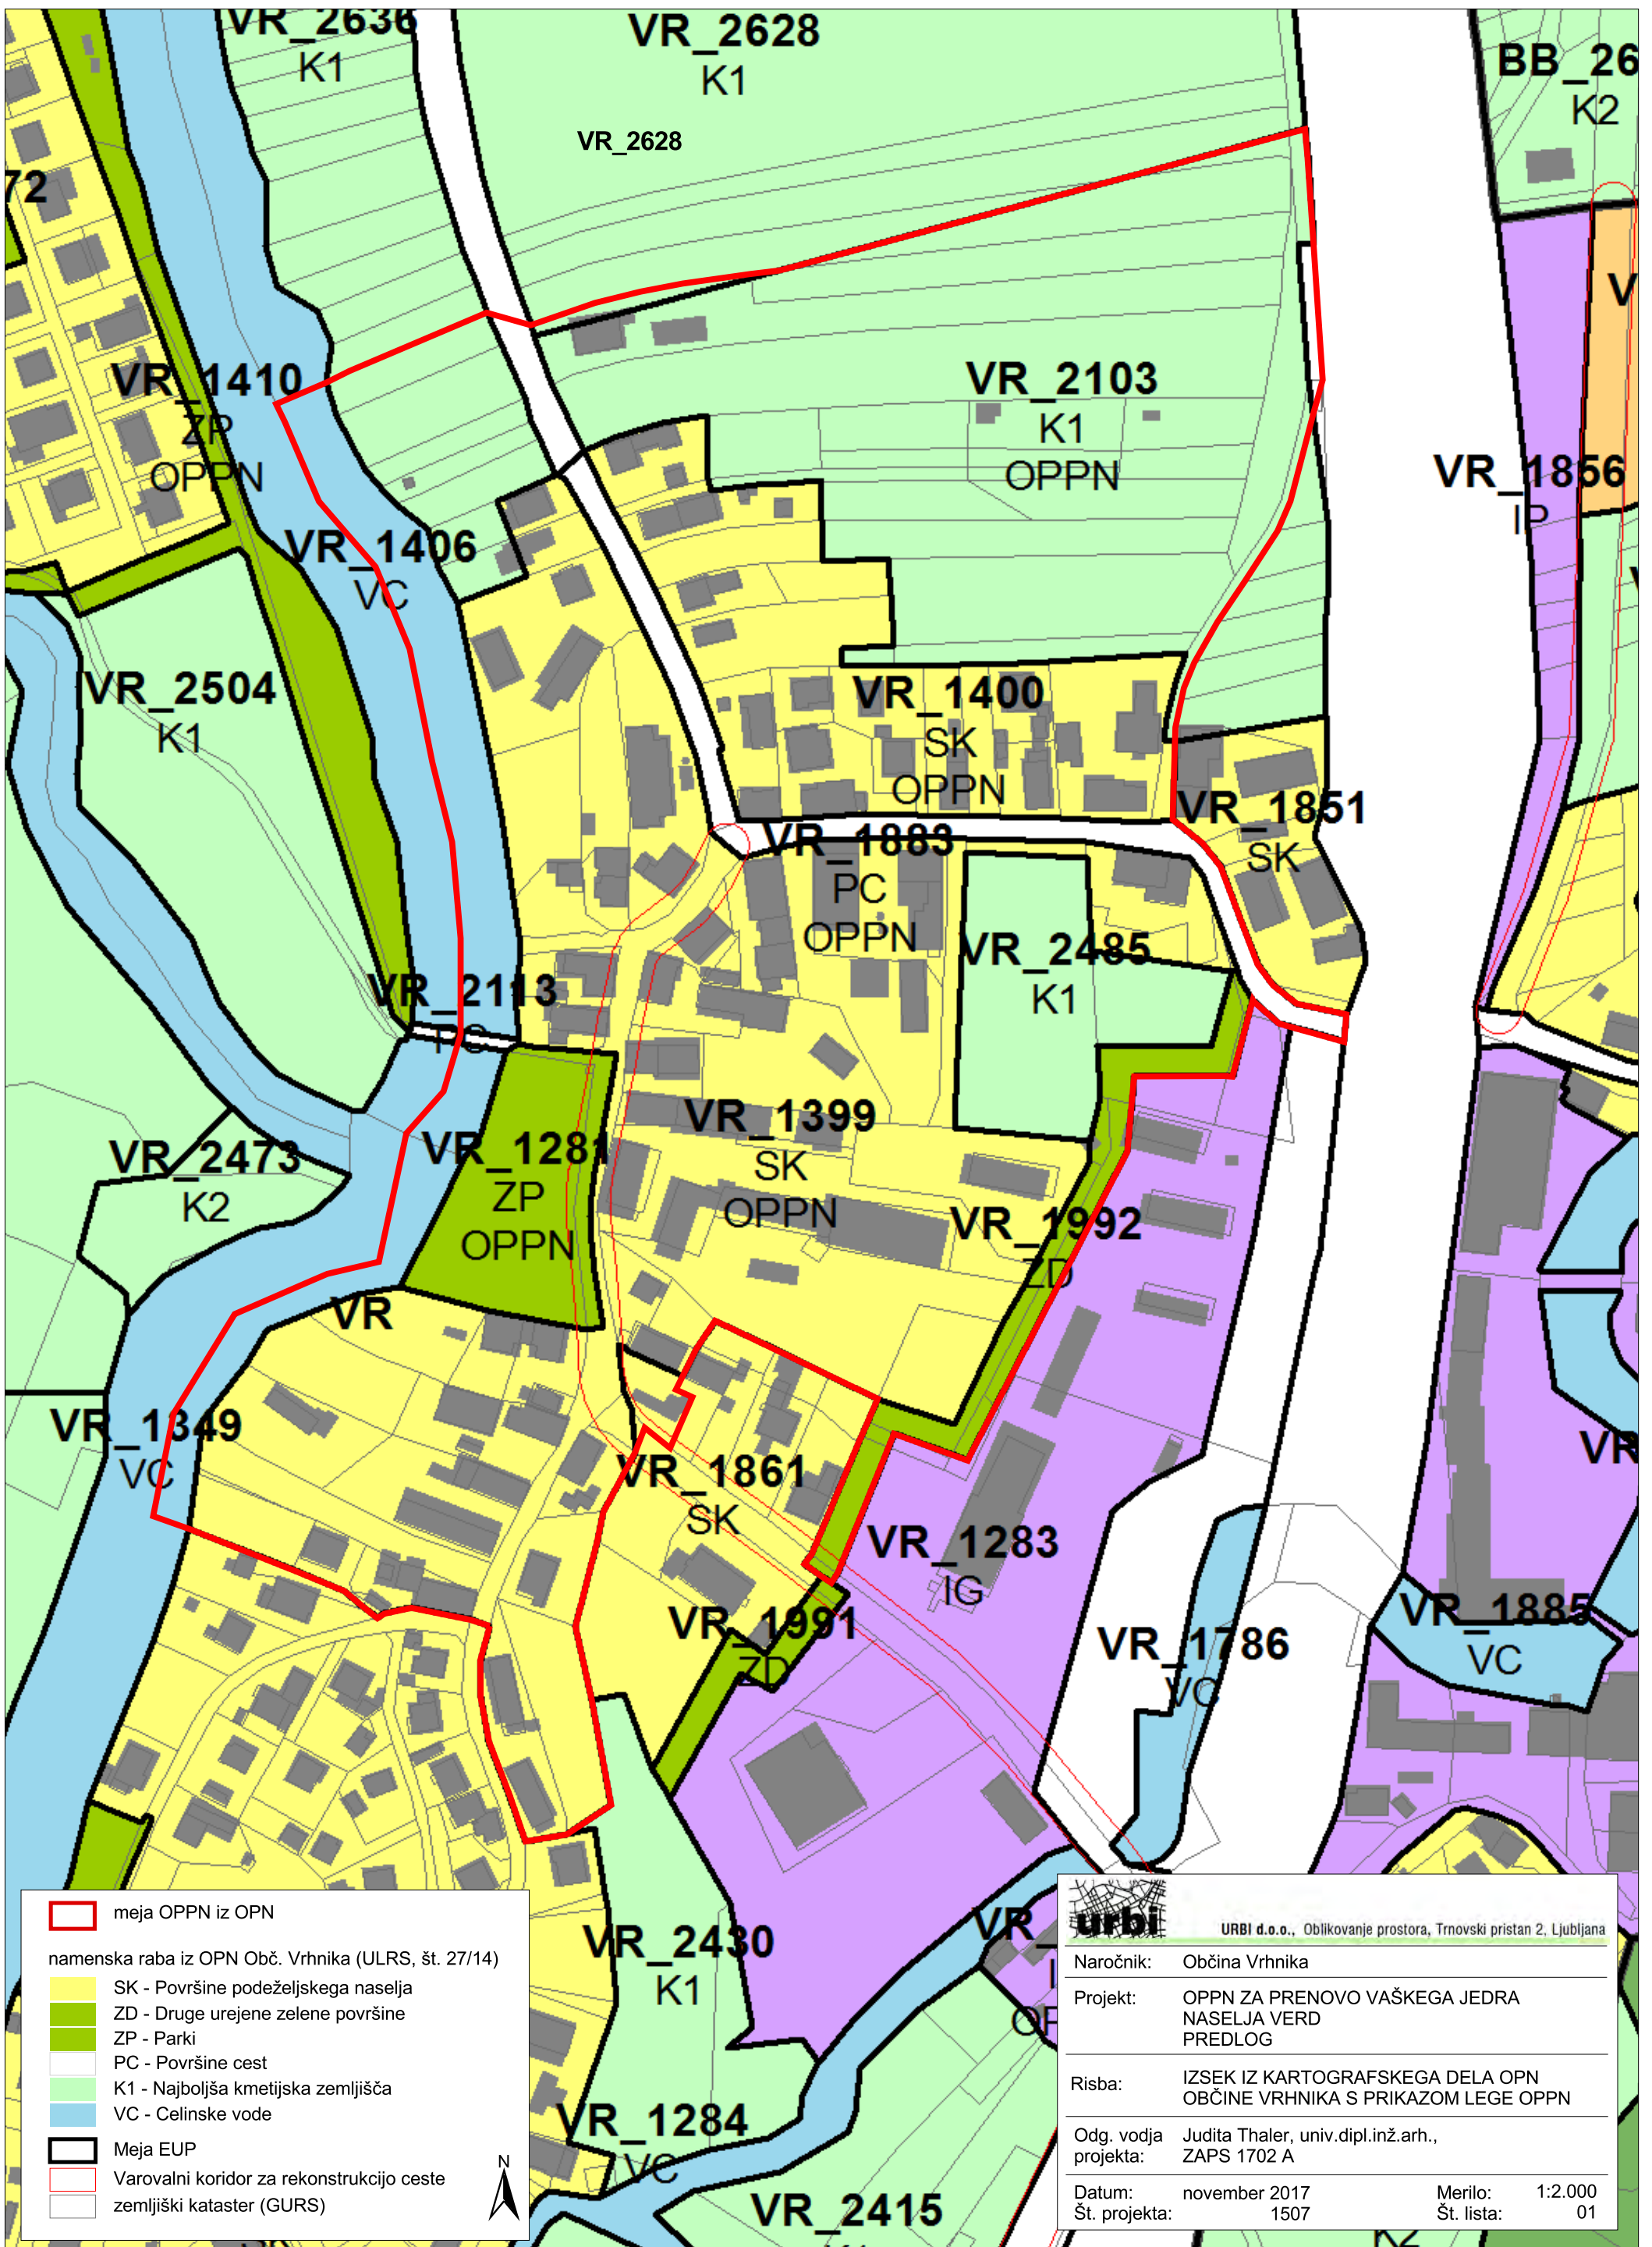 VR_2636
K1
VR_2628
K1
VR_2628
BB_26
K2
72
V
VR_1410
ZP
OPPN
VR_2103
K1
OPPN
VR_1856
IP
VR_1406
VC
VR_2504
K1
VR_1400
SK
OPPN
VR_1851
SK
VR_1883
PC
OPPN
VR_2485
K1
VR_2113
PC
VR_1399
SK
OPPN
VR_2473
K2
VR_1281
ZP
OPPN
VR_1992
ZD
VR
VR_1349
VC
VR_1861
SK
VR
VR_1283
IG
VR_1991
ZD
VR_1786
VC
VR_1885
VC
VR_2430
K1
VR_
I
OP
VR_1284
VC
VR_2415
K2
SK
meja OPPN iz OPN
namenska raba iz OPN Obč. Vrhnika (ULRS, št. 27/14)
SK - Površine podeželjskega naselja
ZD - Druge urejene zelene površine
ZP - Parki
PC - Površine cest
K1 - Najboljša kmetijska zemljišča
VC - Celinske vode
Meja EUP
Varovalni koridor za rekonstrukcijo ceste
zemljiški kataster (GURS)
N
urbi
URBI d.o.o., Oblikovanje prostora, Trnovski pristan 2, Ljubljana
Naročnik: Občina Vrhnika
Projekt: OPPN ZA PRENOVO VAŠKEGA JEDRA
NASELJA VERD
PREDLOG
Risba: IZSEK IZ KARTOGRAFSKEGA DELA OPN
OBČINE VRHNIKA S PRIKAZOM LEGE OPPN
Odg. vodja Judita Thaler, univ.dipl.inž.arh.,
projekta: ZAPS 1702 A
Datum: november 2017 Merilo: 1:2.000
Št. projekta: 1507 Št. lista: 01